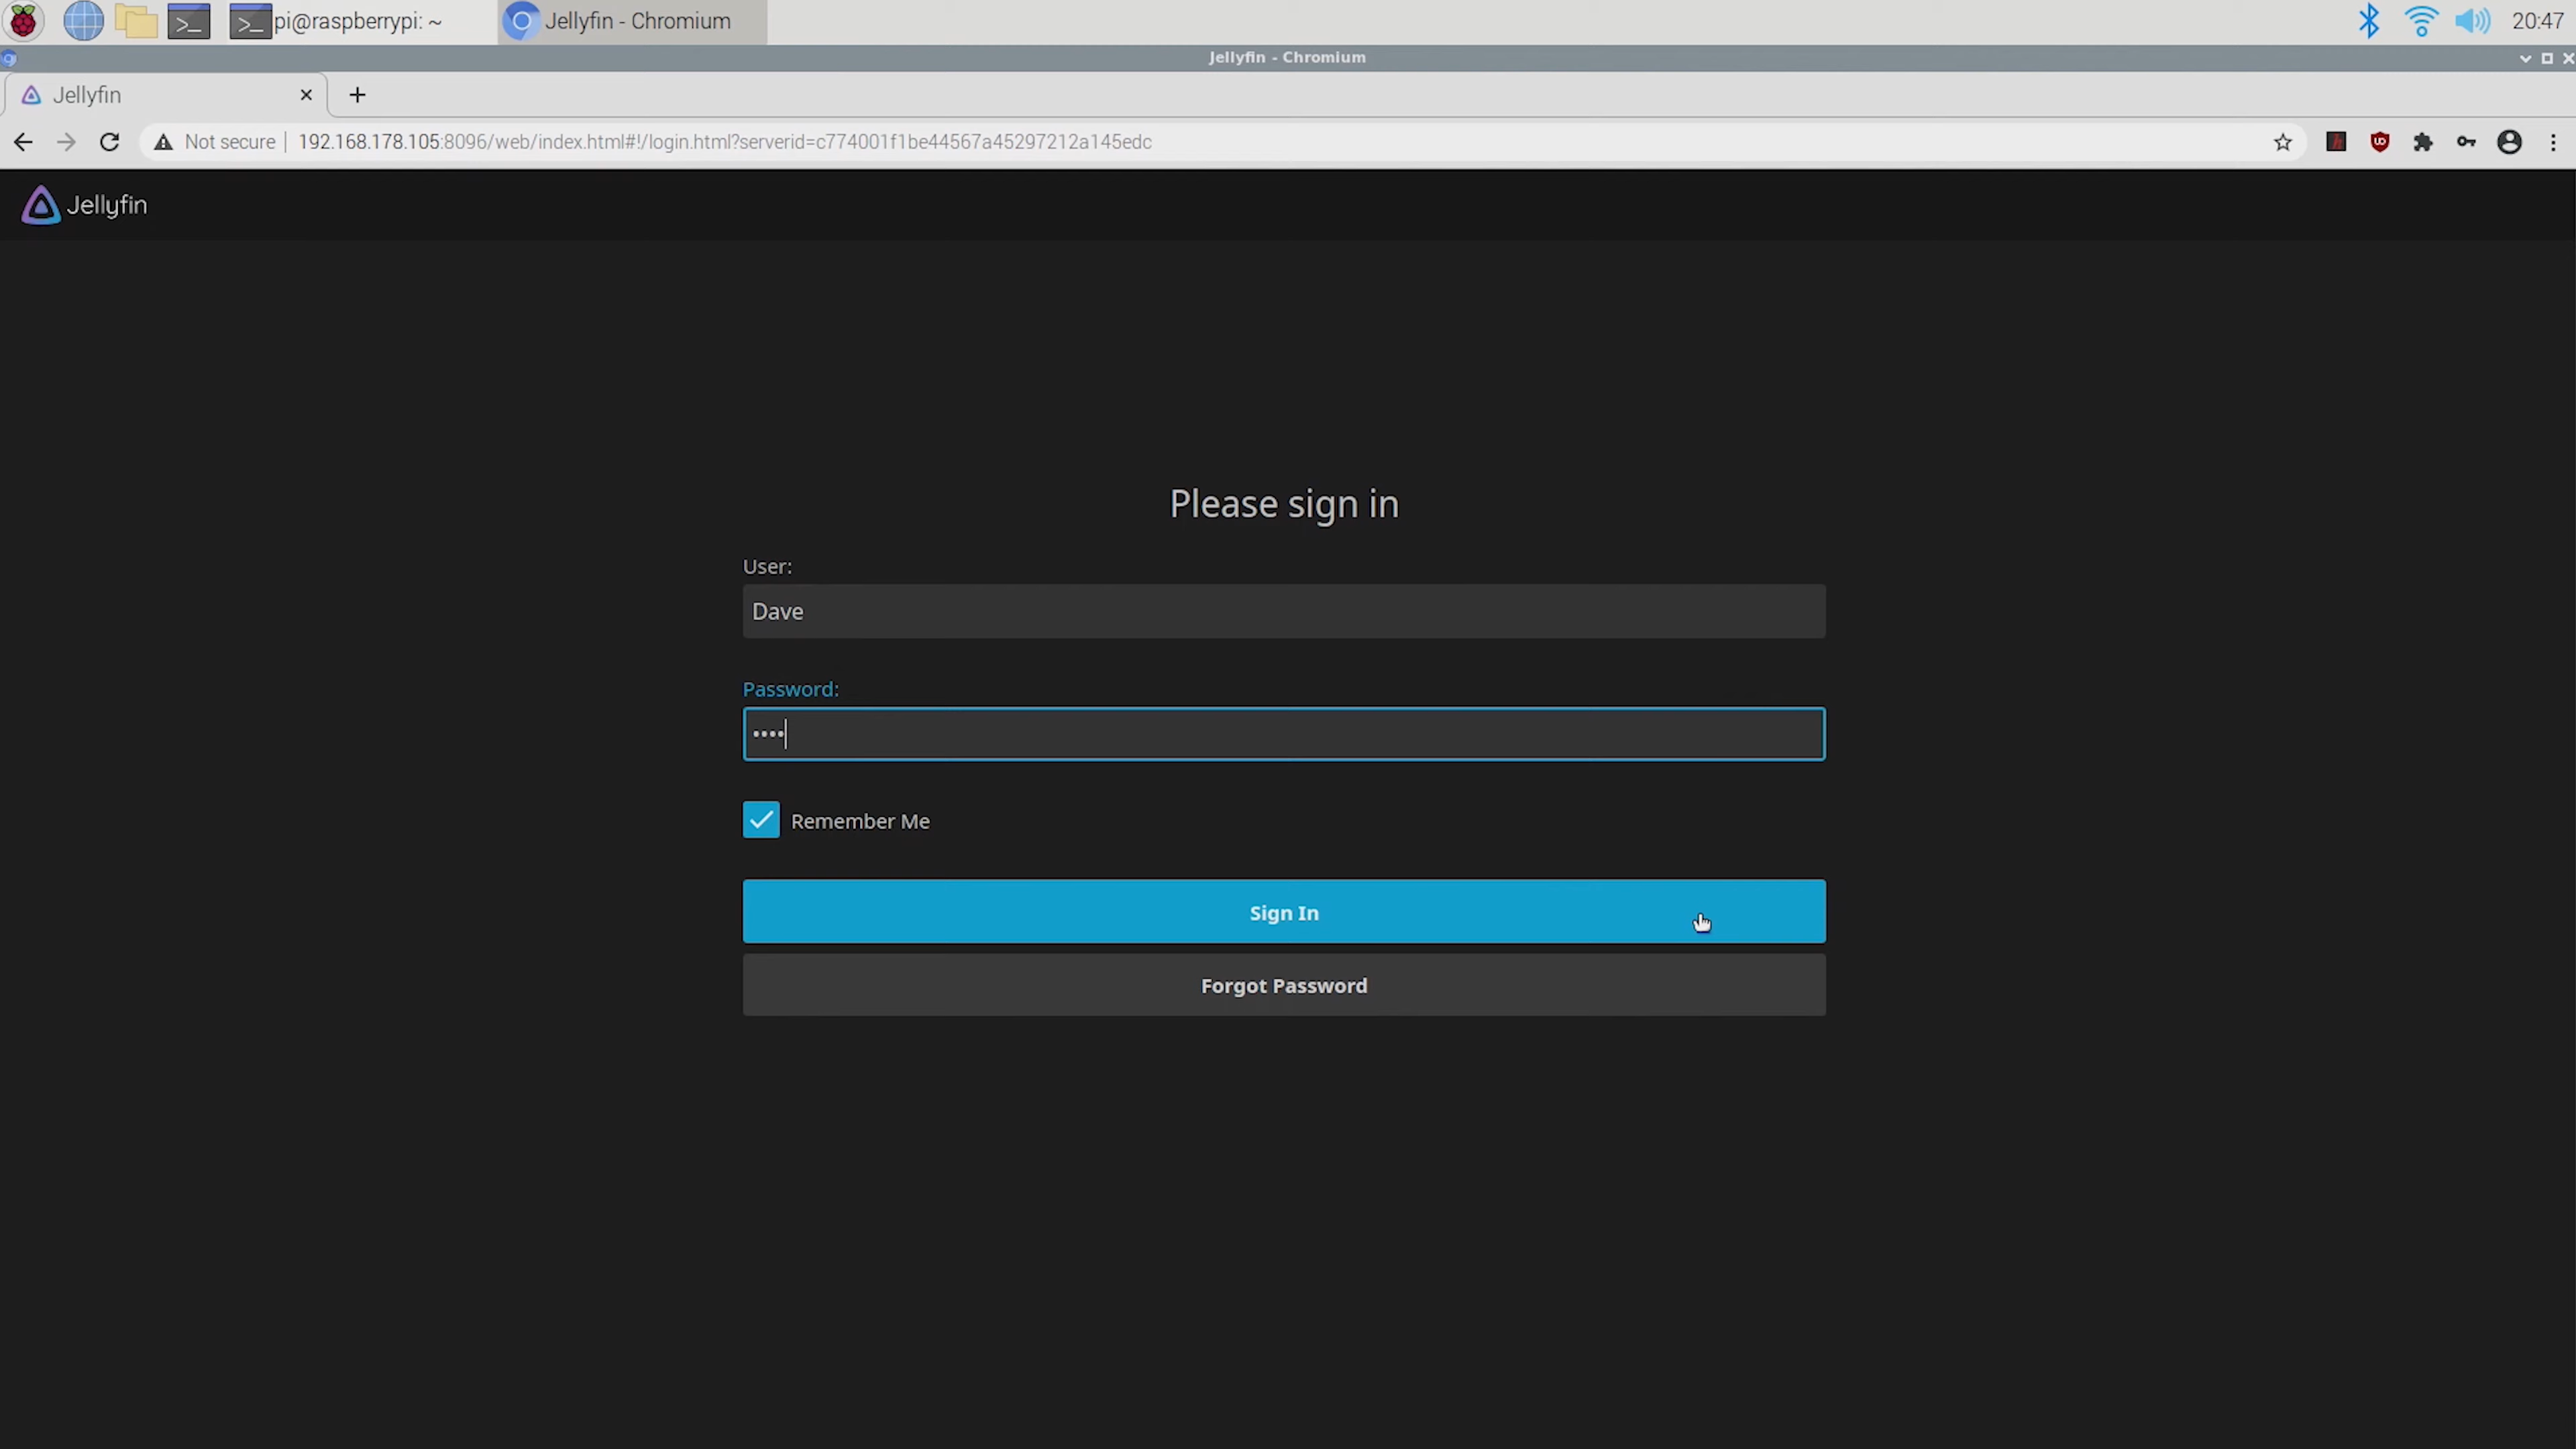 pi@raspberrypi: ~
Jellyfin - Chromium
20:47
Jellyfin - Chromium
Jellyfin
Not secure
192.168.178.105:8096/web/index.html#!/login.html?serverid=c774001f1be44567a45297212a145edc
Jellyfin
Please sign in
User:
Dave
Password:
••••
Remember Me
Sign In
Forgot Password